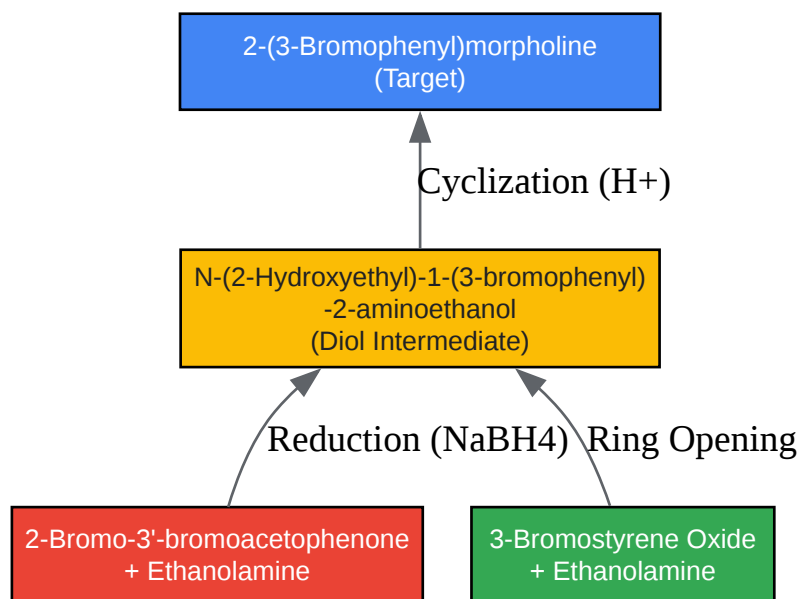 2-(3-Bromophenyl)morpholine
(Target)
Cyclization (H+)
N-(2-Hydroxyethyl)-1-(3-bromophenyl)
-2-aminoethanol
(Diol Intermediate)
Reduction (NaBH4)
Ring Opening
2-Bromo-3'-bromoacetophenone
+ Ethanolamine
3-Bromostyrene Oxide
+ Ethanolamine